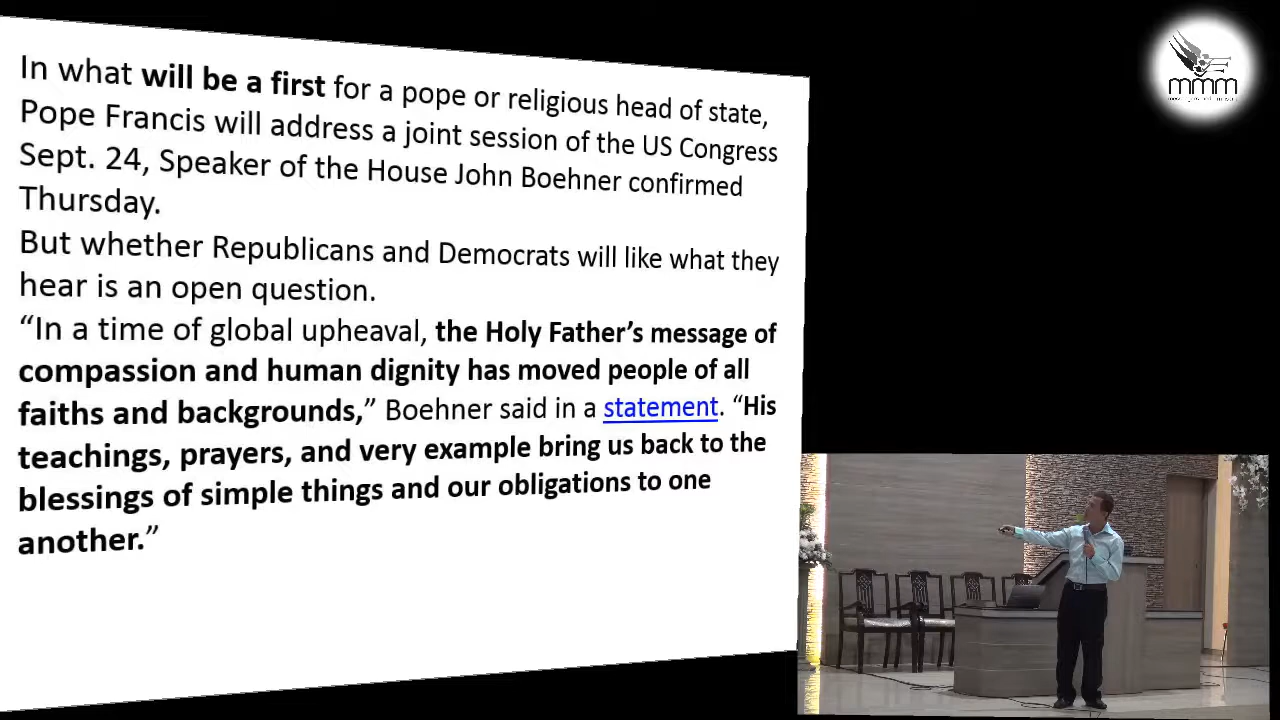 In what will be a first for a pope or religious head of state,
Pope Francis will address a joint session of the US Congress
Sept. 24, Speaker of the House John Boehner confirmed
Thursday.
But whether Republicans and Democrats will like what they
hear is an open question.
“In a time of global upheaval, the Holy Father’s message of
compassion and human dignity has moved people of all
faiths and backgrounds,” Boehner said in a statement. “His
teachings, prayers, and very example bring us back to the
blessings of simple things and our obligations to one
another.”
mmm